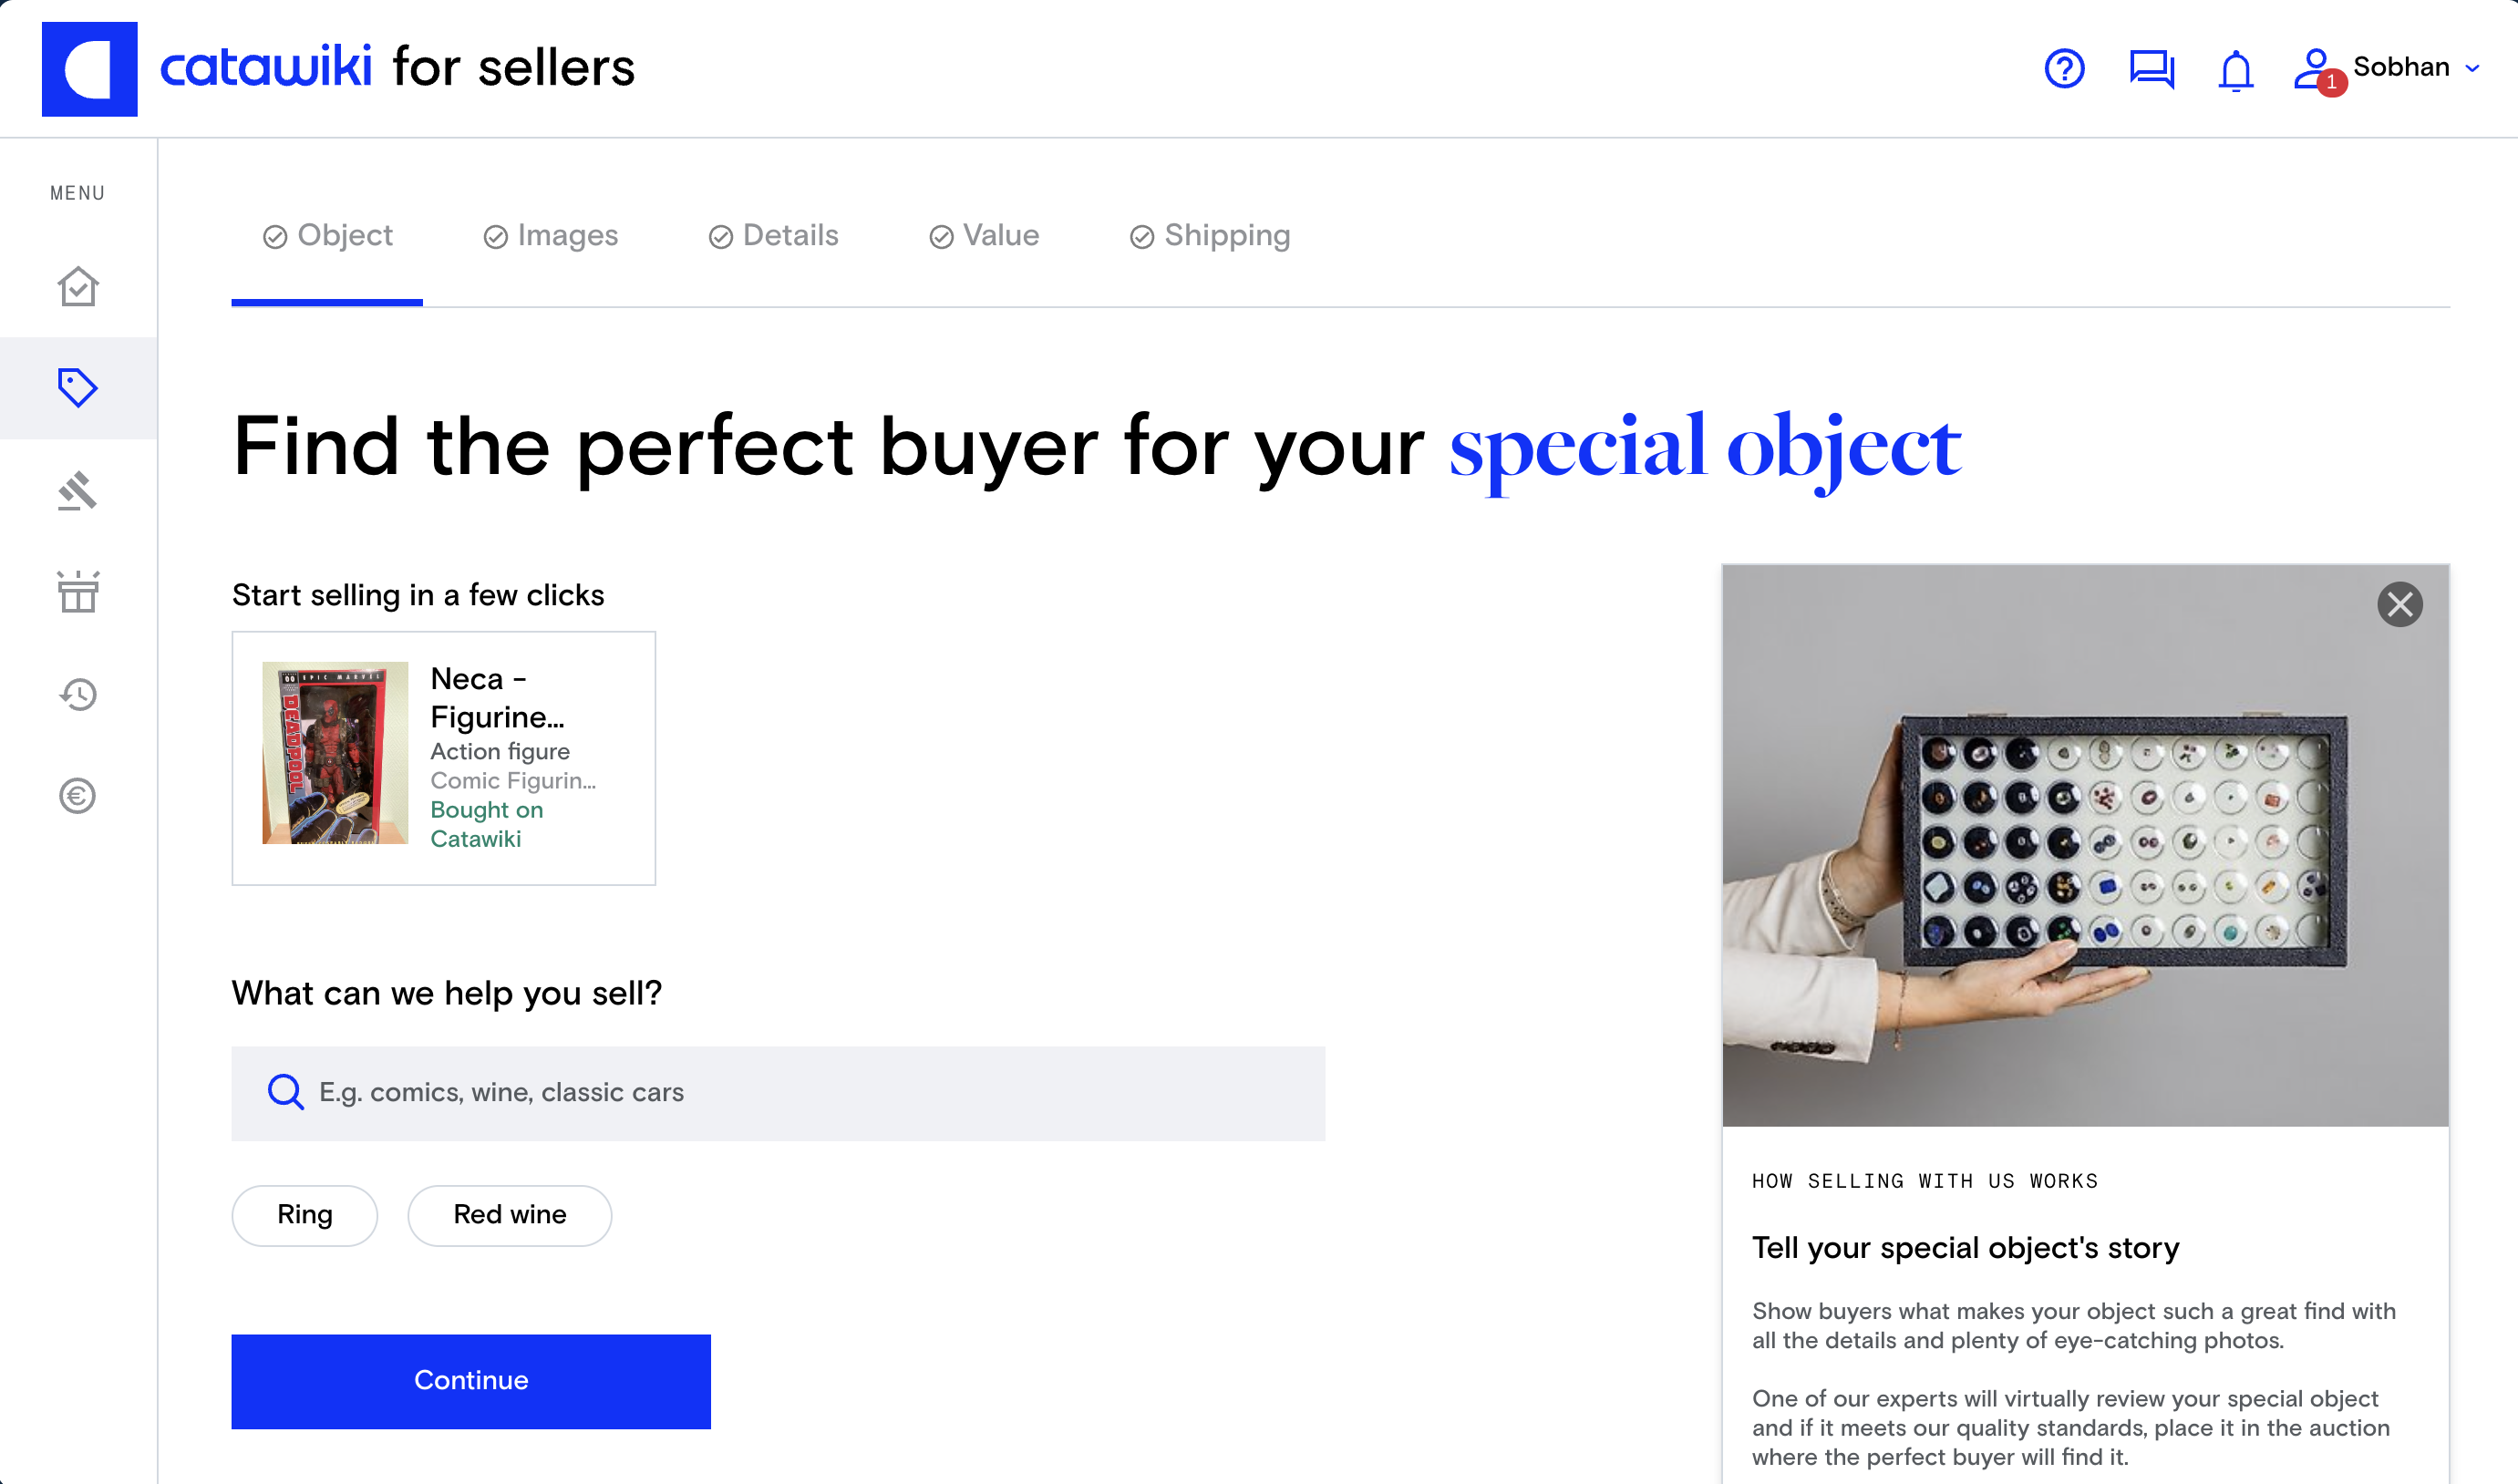 catawiki for sellers
1
Sobhan
MENU
Object
Images
Details
Value
Shipping
Find the perfect buyer for your special object
Start selling in a few clicks
EPIC MARVEL
DEADPOOL
Neca -
Figurine...
Action figure
Comic Figurin...
Bought on
Catawiki
What can we help you sell?
E.g. comics, wine, classic cars
Ring
Red wine
Continue
HOW SELLING WITH US WORKS
Tell your special object's story
Show buyers what makes your object such a great find with
all the details and plenty of eye-catching photos.
One of our experts will virtually review your special object
and if it meets our quality standards, place it in the auction
where the perfect buyer will find it.